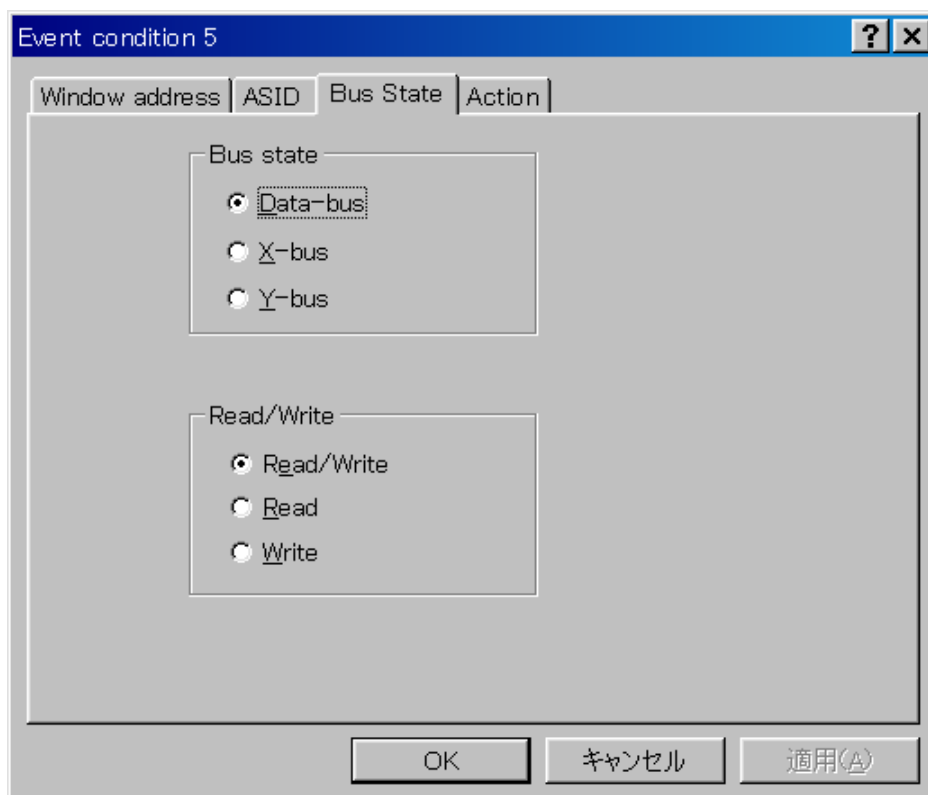 Event condition 5
Window address ASID Bus State Action
Bus state
Data-bus
X-bus
Y-bus
Read/Write
Read/Write
Read
Write
OK キャンセル 適用(A)